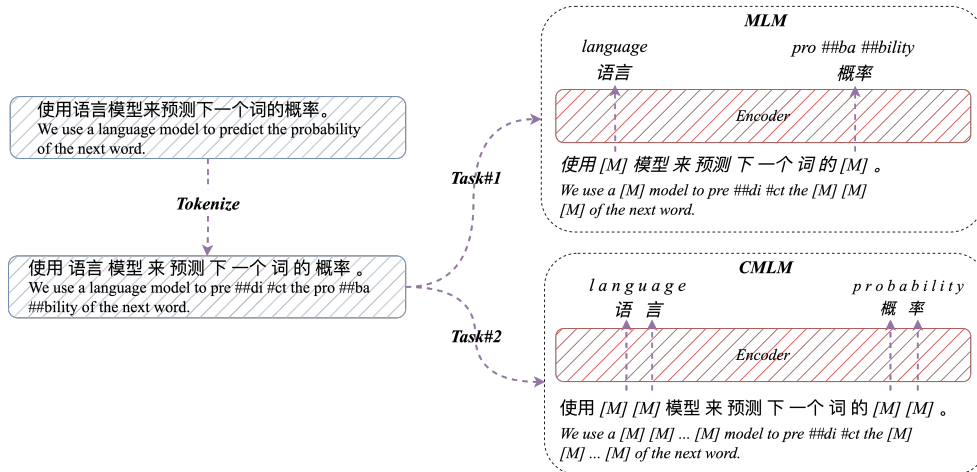 使用语言模型来预测下一个词的概率。
We use a language model to predict the probability
of the next word.
Tokenize
使用 语言 模型 来 预测 下 一个 词 的 概率 。
We use a language model to pre ##di #ct the pro ##ba
##bility of the next word.
Task#1
Task#2
MLM
language
pro ##ba ##bility
语言
概率
Encoder
使用 [M] 模型 来 预测 下 一个 词 的 [M] 。
We use a [M] model to pre ##di #ct the [M] [M]
[M] of the next word.
CMLM
l a n g u a g e
p r o b a b i l i t y
语 言
概 率
Encoder
使用 [M] [M] 模型 来 预测 下 一个 词 的 [M] [M] 。
We use a [M] [M] ... [M] model to pre ##di #ct the [M]
[M] ... [M] of the next word.